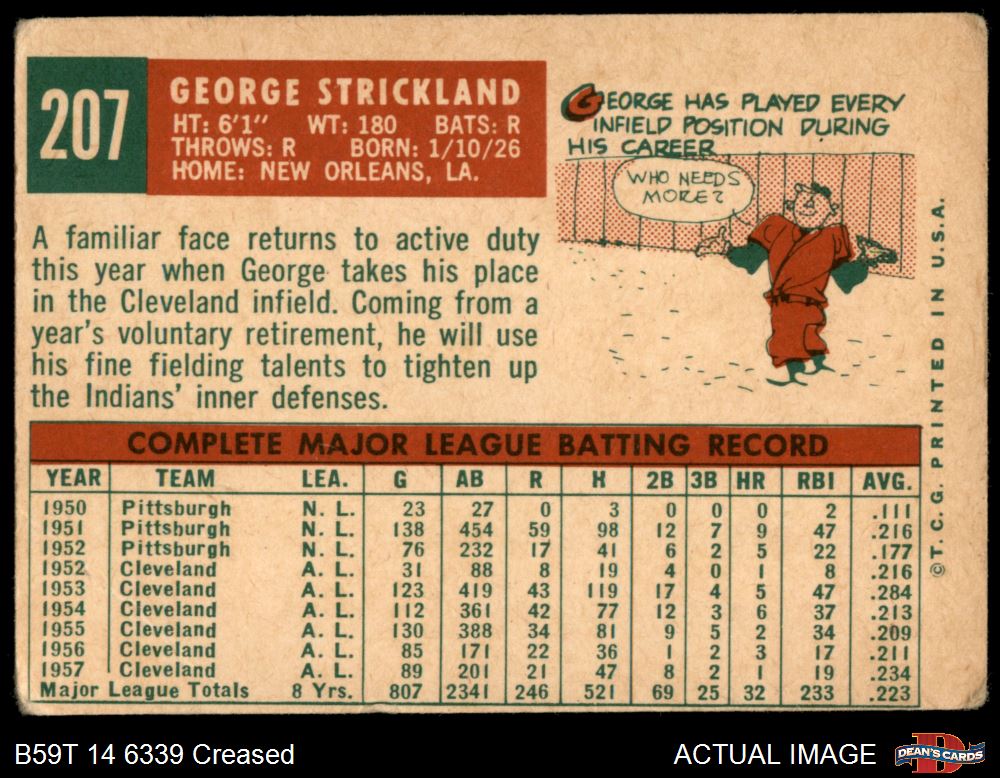 207
GEORGE STRICKLAND
HT: 6'1" WT: 180 BATS: R
THROWS: R BORN: 1/10/26
HOME: NEW ORLEANS, LA.
GEORGE HAS PLAYED EVERY
INFIELD POSITION DURING
HIS CAREER
WHO NEEDS
MORE?
A familiar face returns to active duty
this year when George takes his place
in the Cleveland infield. Coming from a
year's voluntary retirement, he will use
his fine fielding talents to tighten up
the Indians' inner defenses.
COMPLETE MAJOR LEAGUE BATTING RECORD
YEAR TEAM LEA. G AB R H 2B 3B HR RBI AVG.
1950 Pittsburgh N. L. 23 27 0 3 0 0 0 2 .111
1951 Pittsburgh N. L. 138 454 59 98 12 7 9 47 .216
1952 Pittsburgh N. L. 76 232 17 41 6 2 5 22 .177
1952 Cleveland A. L. 31 88 8 19 4 0 1 8 .216
1953 Cleveland A. L. 123 419 43 119 17 4 5 47 .284
1954 Cleveland A. L. 112 361 42 77 12 3 6 37 .213
1955 Cleveland A. L. 130 388 34 81 9 5 2 34 .209
1956 Cleveland A. L. 85 171 22 36 1 2 3 17 .211
1957 Cleveland A. L. 89 201 21 47 8 2 1 19 .234
Major League Totals 8 Yrs. 807 2341 246 521 69 25 32 233 .223
©T. C. G. PRINTED IN U.S.A.
B59T 14 6339 Creased
ACTUAL IMAGE
DEAN'S CARDS